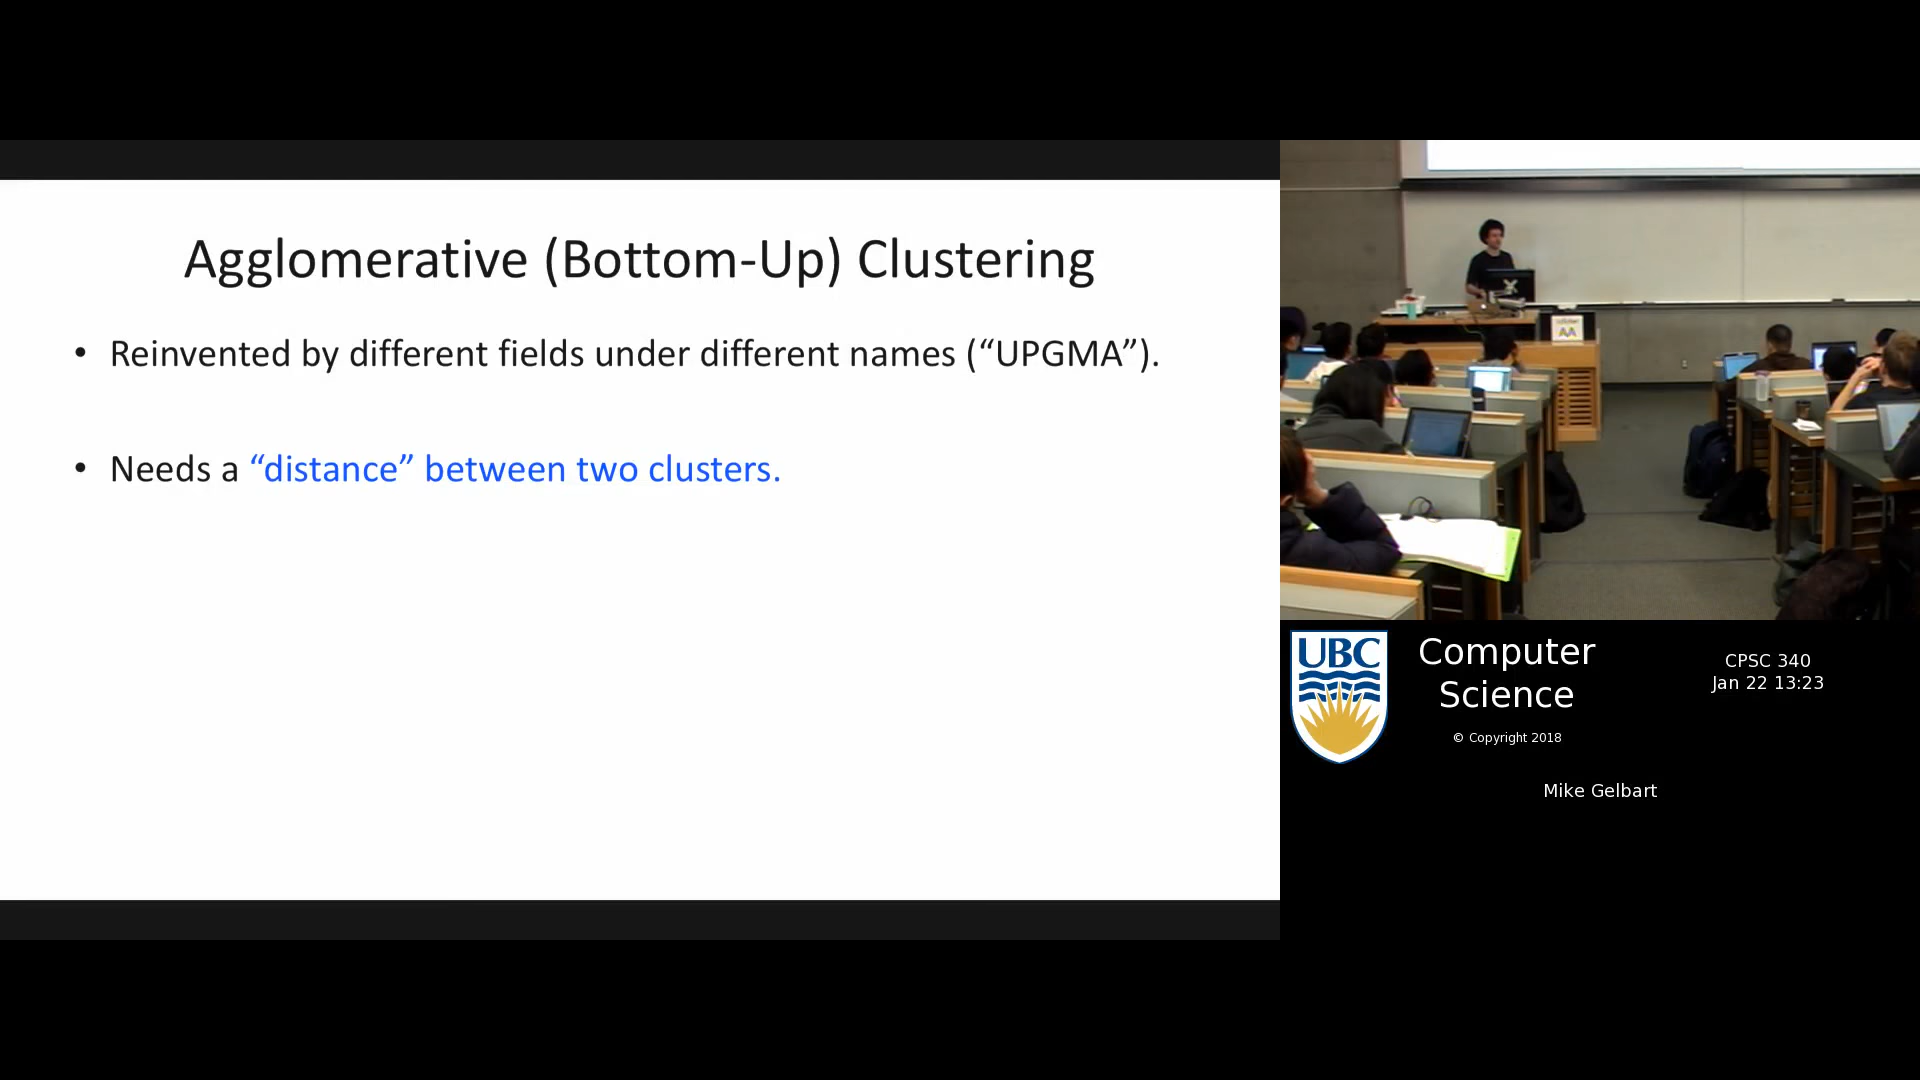 Agglomerative (Bottom-Up) Clustering
• Reinvented by different fields under different names (“UPGMA”).
• Needs a “distance” between two clusters.
UBC
Computer
Science
© Copyright 2018
CPSC 340
Jan 22 13:23
Mike Gelbart